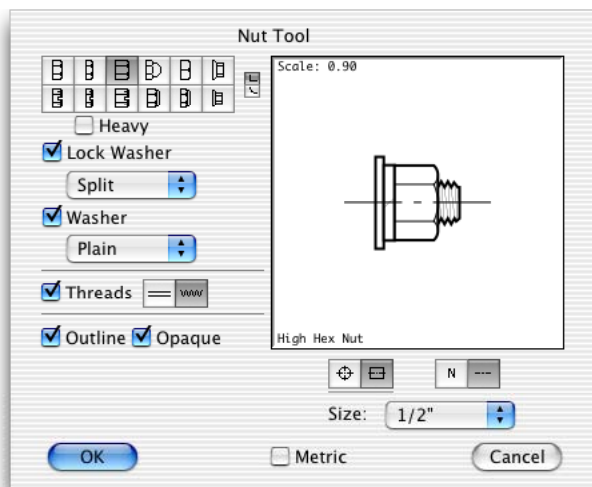 Nut Tool
Scale: 0.90
Heavy
Lock Washer
Split
Washer
Plain
Threads
Outline Opaque
High Hex Nut
N
Size: 1/2"
OK
Metric
Cancel